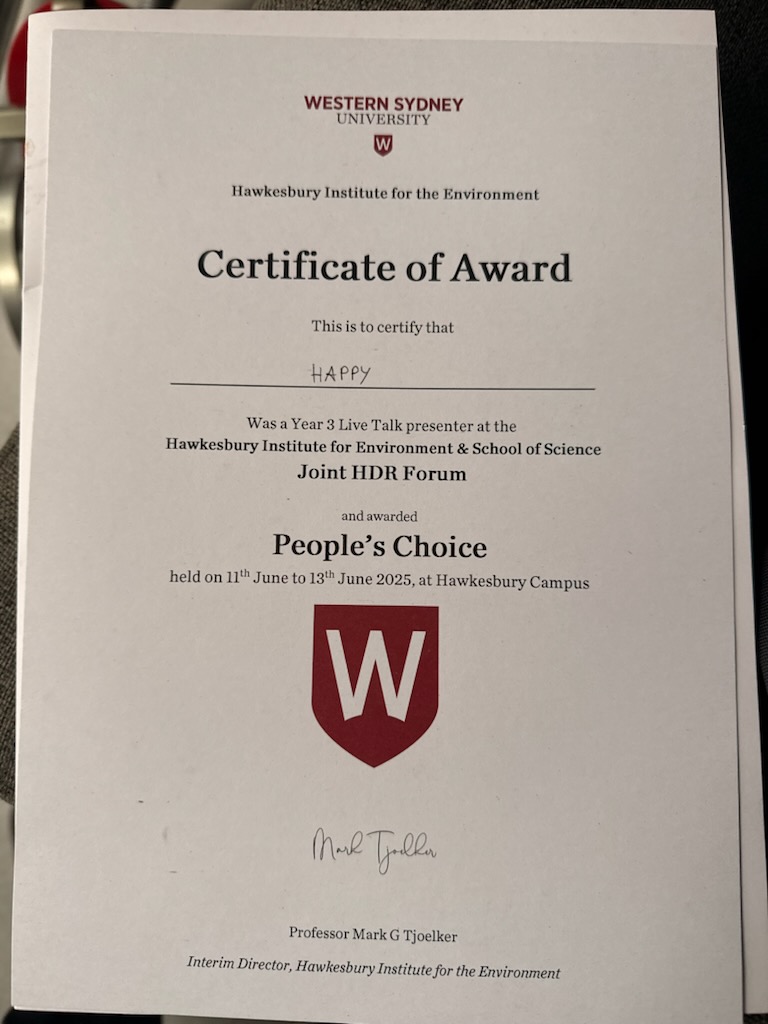 WESTERN SYDNEY
UNIVERSITY
W
Hawkesbury Institute for the Environment
Certificate of Award
This is to certify that
HAPPY
Was a Year 3 Live Talk presenter at the
Hawkesbury Institute for Environment & School of Science
Joint HDR Forum
and awarded
People's Choice
held on 11th June to 13th June 2025, at Hawkesbury Campus
W
Mark Tjoelker
Professor Mark G Tjoelker
Interim Director, Hawkesbury Institute for the Environment